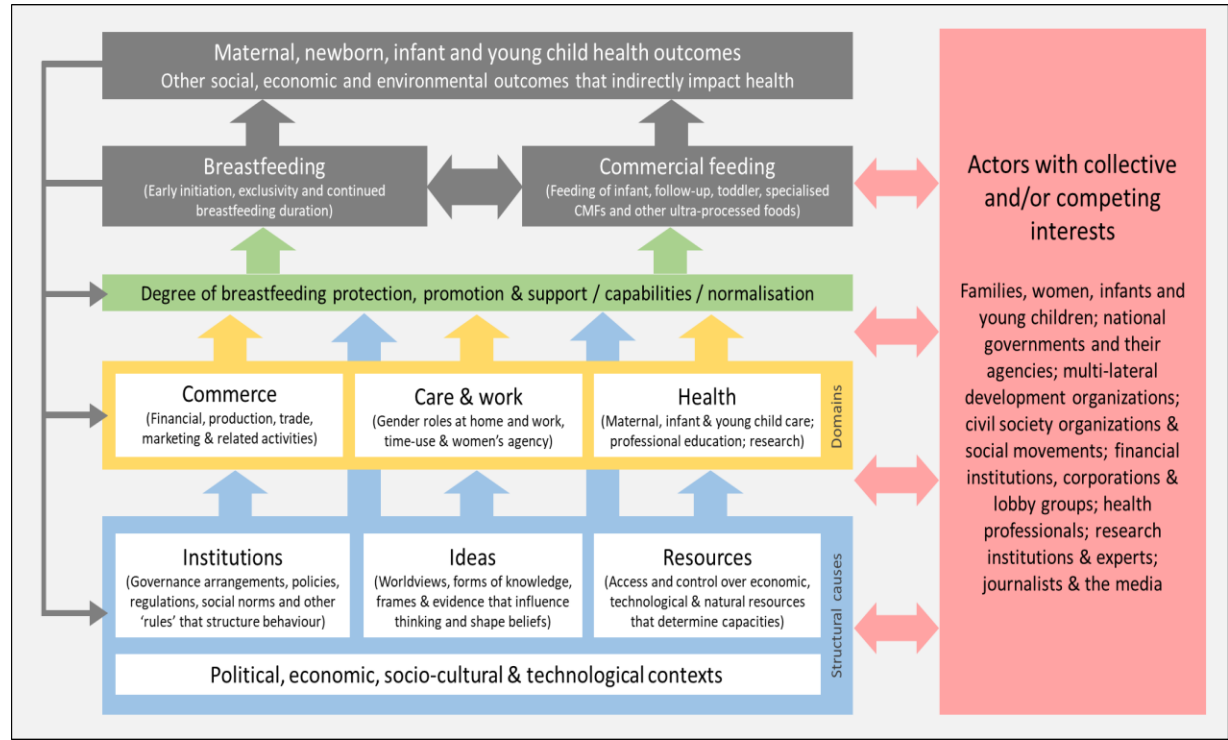 Maternal, newborn, infant and young child health outcomes
Other social, economic and environmental outcomes that indirectly impact health
Breastfeeding
(Early initiation, exclusivity and continued
breastfeeding duration)
Commercial feeding
(Feeding of infant, follow-up, toddler, specialised
CMFs and other ultra-processed foods)
Degree of breastfeeding protection, promotion & support / capabilities / normalisation
Commerce
(Financial, production, trade,
marketing & related activities)
Care & work
(Gender roles at home and work,
time-use & women's agency)
Health
(Maternal, infant & young child care;
professional education; research)
Domains
Institutions
(Governance arrangements, policies,
regulations, social norms and other
‘rules’ that structure behaviour)
Ideas
(Worldviews, forms of knowledge,
frames & evidence that influence
thinking and shape beliefs)
Resources
(Access and control over economic,
technological & natural resources
that determine capacities)
Structural causes
Political, economic, socio-cultural & technological contexts
Actors with collective
and/or competing
interests
Families, women, infants and
young children; national
governments and their
agencies; multi-lateral
development organizations;
civil society organizations &
social movements; financial
institutions, corporations &
lobby groups; health
professionals; research
institutions & experts;
journalists & the media